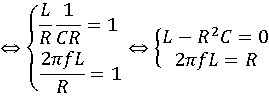 ⇔ { L/R 1/CR = 1, 2πfL/R = 1 ⇔ { L − R²C = 0, 2πfL = R